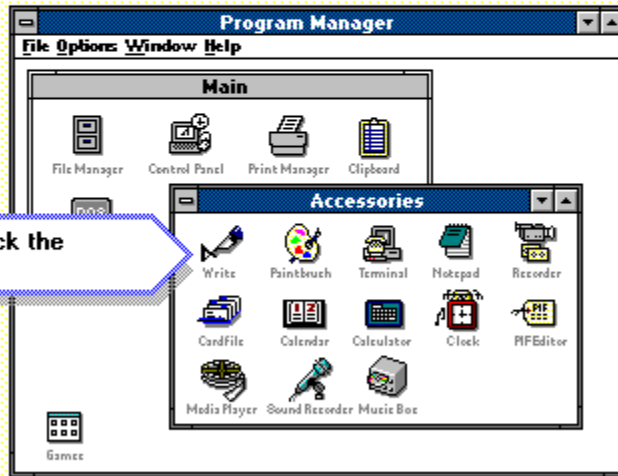 Program Manager
File Options Window Help
Main
File Manager Control Panel Print Manager Clipboard
DOS
Accessories
ck the
Write Paintbrush Terminal Notepad Recorder
CardFile Calendar Calculator Clock PIFEditor
PIF
Media Player Sound Recorder Music Box
Games